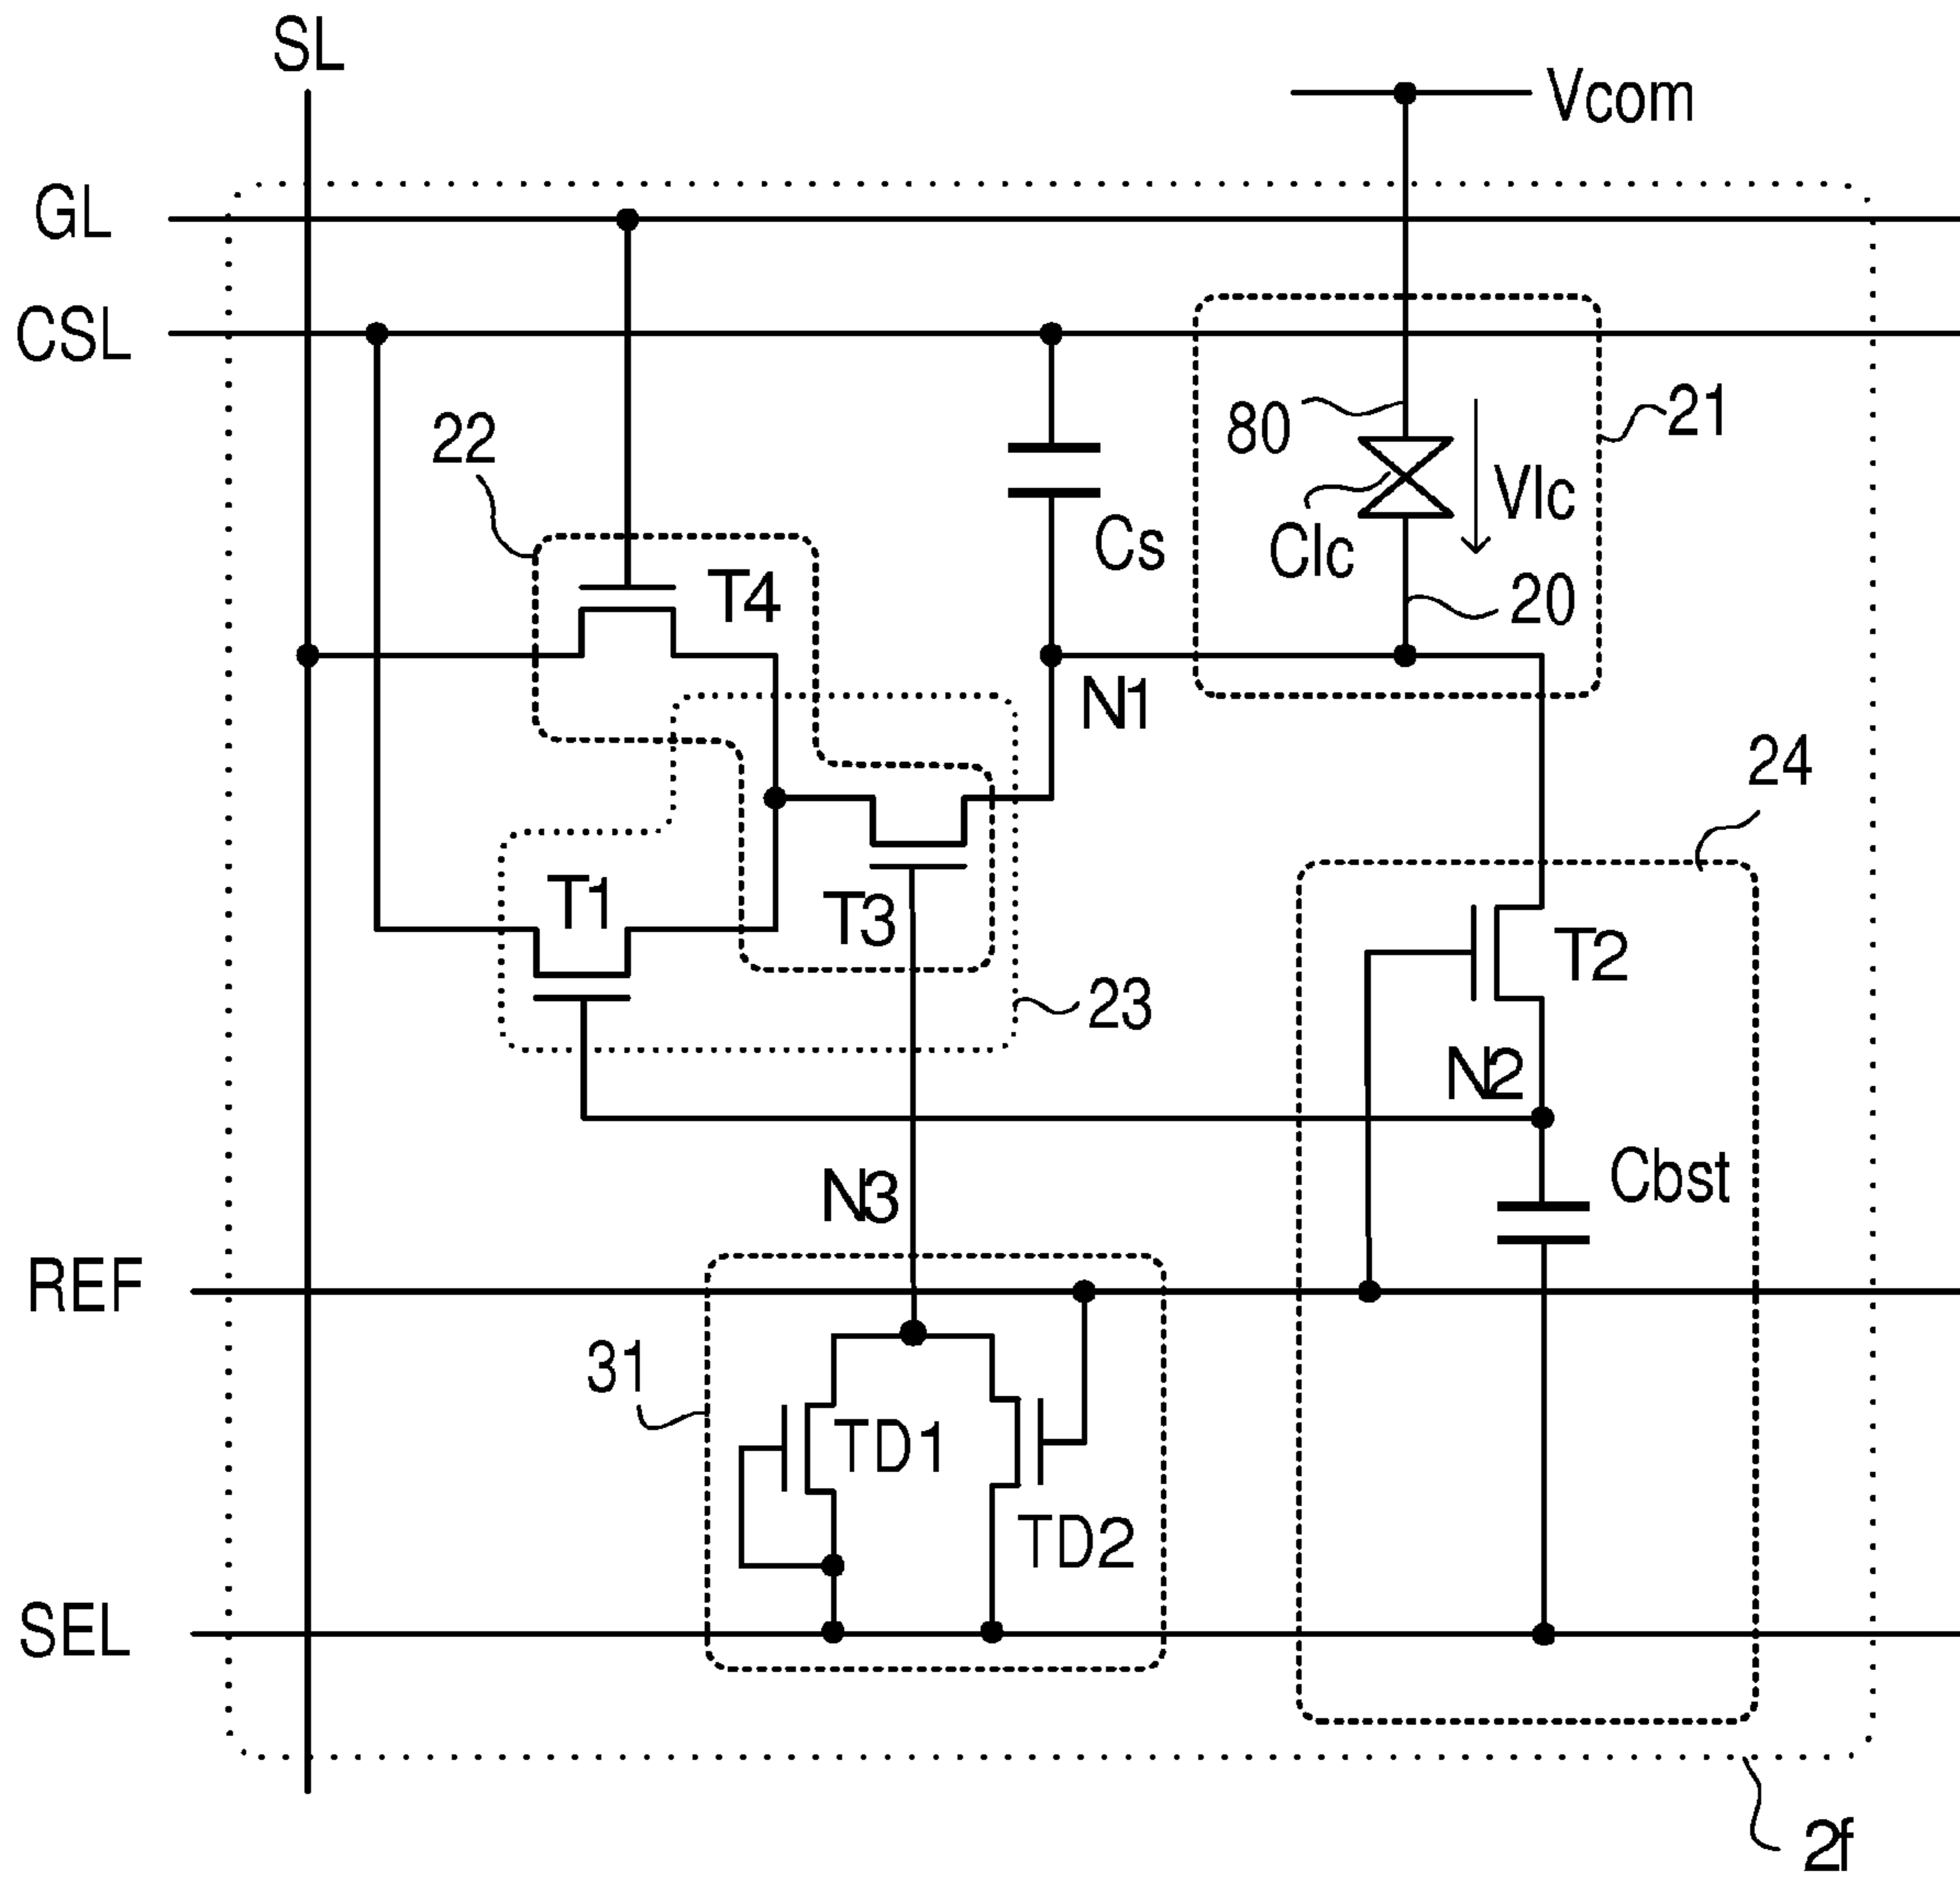 SL
Vcom
GL
CSL
22
80
21
Vlc
Clc
Cs
T4
20
N1
24
T1
T3
T2
23
N2
N3
Cbst
REF
31
TD1
TD2
SEL
2f